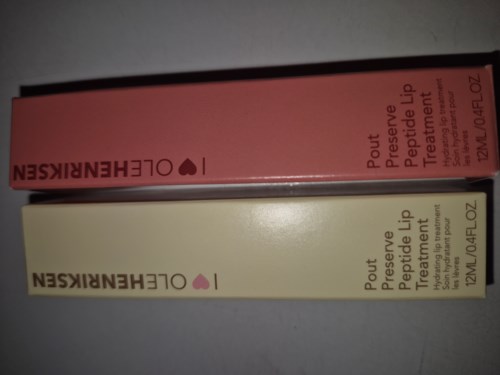 I ♥ OLEHENRIKSEN
Pout
Preserve
Peptide Lip
Treatment
Hydrating lip treatment
Soin hydratant pour
les lèvres
12ML/0.4FL.OZ.
I ♥ OLEHENRIKSEN
Pout
Preserve
Peptide Lip
Treatment
Hydrating lip treatment
Soin hydratant pour
les lèvres
12ML/0.4FL.OZ.